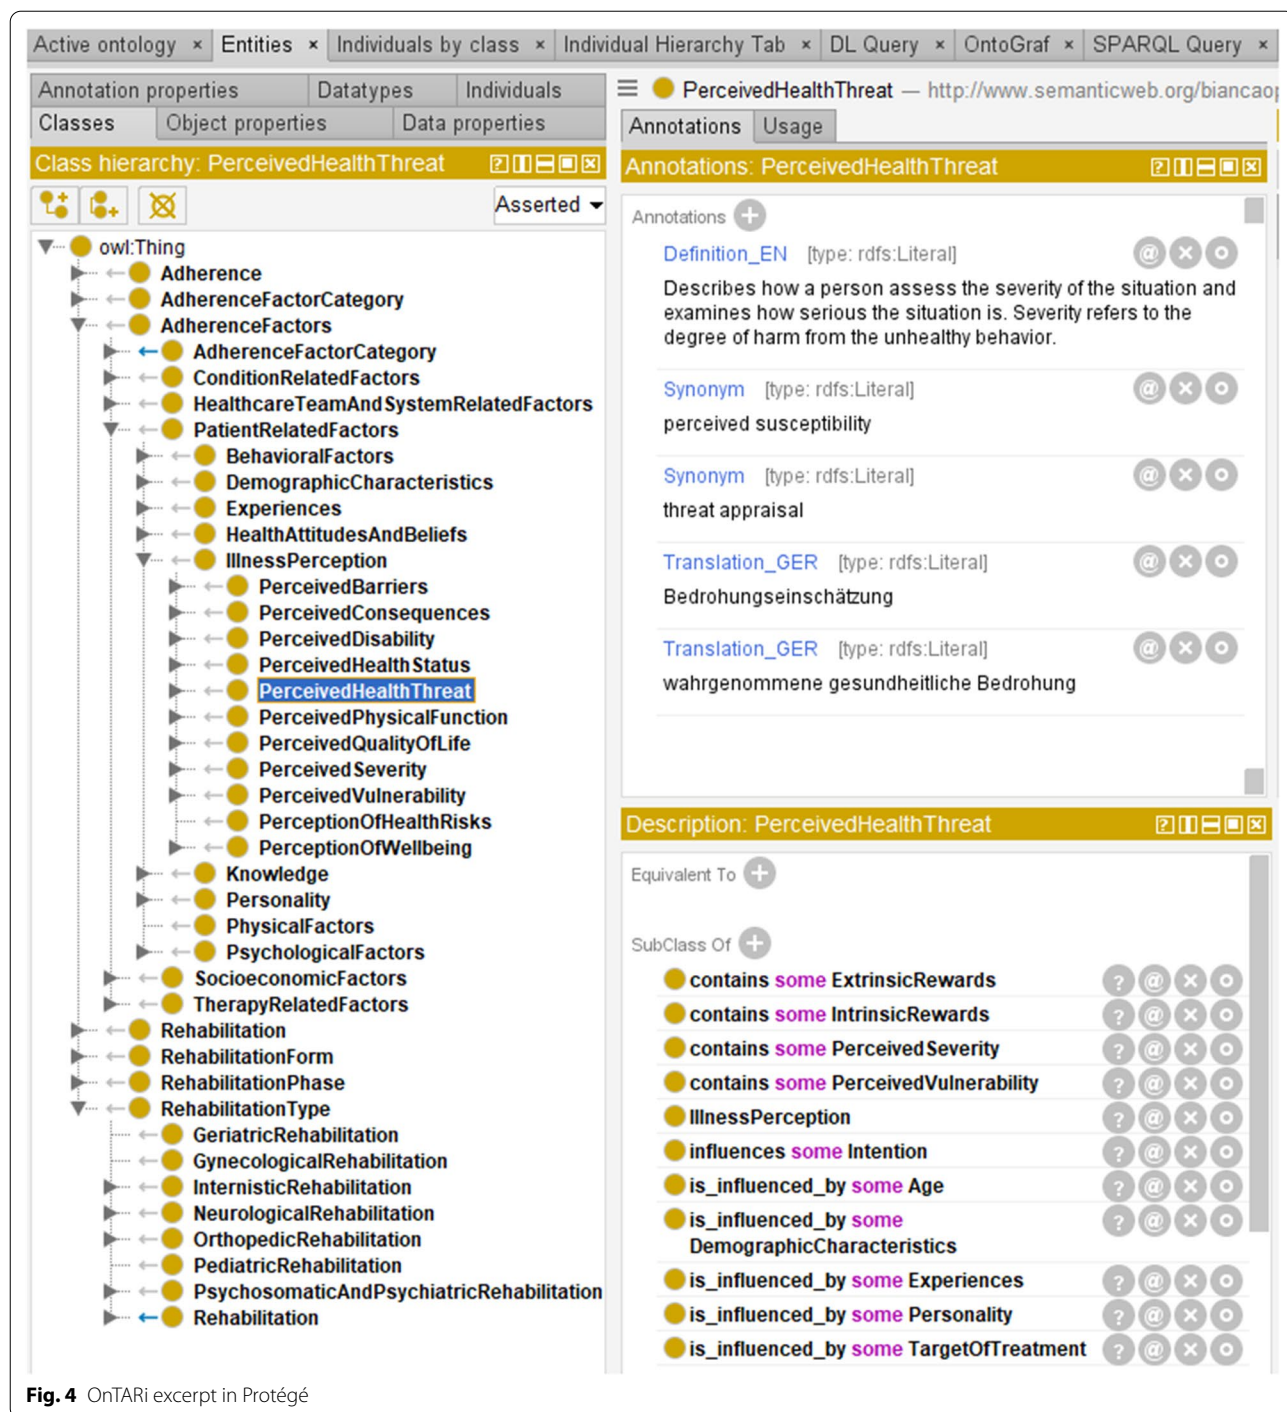 Active ontology × Entities × Individuals by class × Individual Hierarchy Tab × DL Query × OntoGraf × SPARQL Query ×
Annotation properties Datatypes Individuals
Classes Object properties Data properties
Class hierarchy: PerceivedHealthThreat
Asserted
owl:Thing
Adherence
AdherenceFactorCategory
AdherenceFactors
AdherenceFactorCategory
ConditionRelatedFactors
HealthcareTeamAndSystemRelatedFactors
PatientRelatedFactors
BehavioralFactors
DemographicCharacteristics
Experiences
HealthAttitudesAndBeliefs
IllnessPerception
PerceivedBarriers
PerceivedConsequences
PerceivedDisability
PerceivedHealthStatus
PerceivedHealthThreat
PerceivedPhysicalFunction
PerceivedQualityOfLife
PerceivedSeverity
PerceivedVulnerability
PerceptionOfHealthRisks
PerceptionOfWellbeing
Knowledge
Personality
PhysicalFactors
PsychologicalFactors
SocioeconomicFactors
TherapyRelatedFactors
Rehabilitation
RehabilitationForm
RehabilitationPhase
RehabilitationType
GeriatricRehabilitation
GynecologicalRehabilitation
InternisticRehabilitation
NeurologicalRehabilitation
OrthopedicRehabilitation
PediatricRehabilitation
PsychosomaticAndPsychiatricRehabilitation
Rehabilitation
PerceivedHealthThreat — http://www.semanticweb.org/biancaop
Annotations Usage
Annotations: PerceivedHealthThreat
Annotations
Definition_EN [type: rdfs:Literal]
Describes how a person assess the severity of the situation and
examines how serious the situation is. Severity refers to the
degree of harm from the unhealthy behavior.
Synonym [type: rdfs:Literal]
perceived susceptibility
Synonym [type: rdfs:Literal]
threat appraisal
Translation_GER [type: rdfs:Literal]
Bedrohungseinschätzung
Translation_GER [type: rdfs:Literal]
wahrgenommene gesundheitliche Bedrohung
Description: PerceivedHealthThreat
Equivalent To
SubClass Of
contains some ExtrinsicRewards
contains some IntrinsicRewards
contains some PerceivedSeverity
contains some PerceivedVulnerability
IllnessPerception
influences some Intention
is_influenced_by some Age
is_influenced_by some
DemographicCharacteristics
is_influenced_by some Experiences
is_influenced_by some Personality
is_influenced_by some TargetOfTreatment
Fig. 4 OnTARi excerpt in Protégé